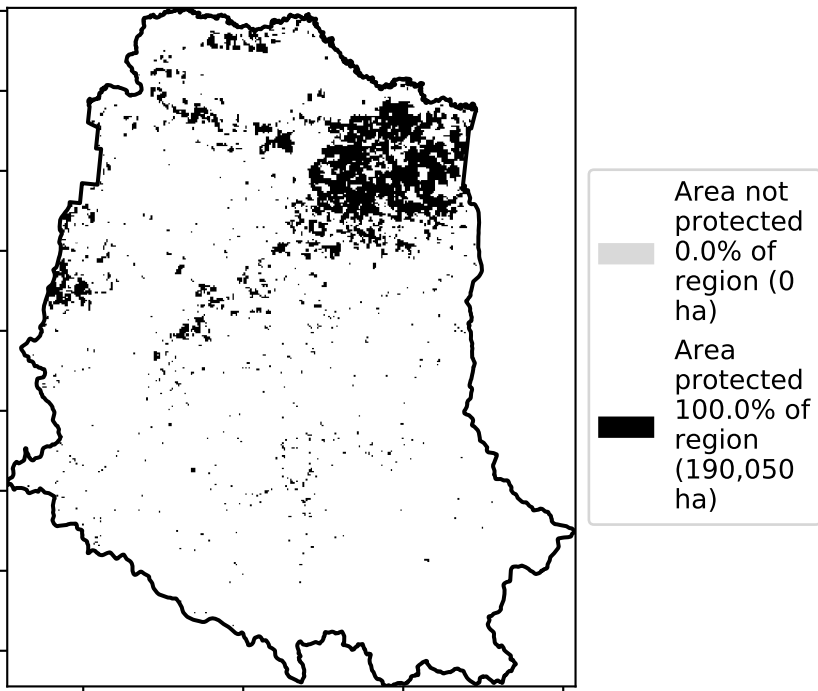 Area not
protected
0.0% of
region (0
ha)
Area
protected
100.0% of
region
(190,050
ha)